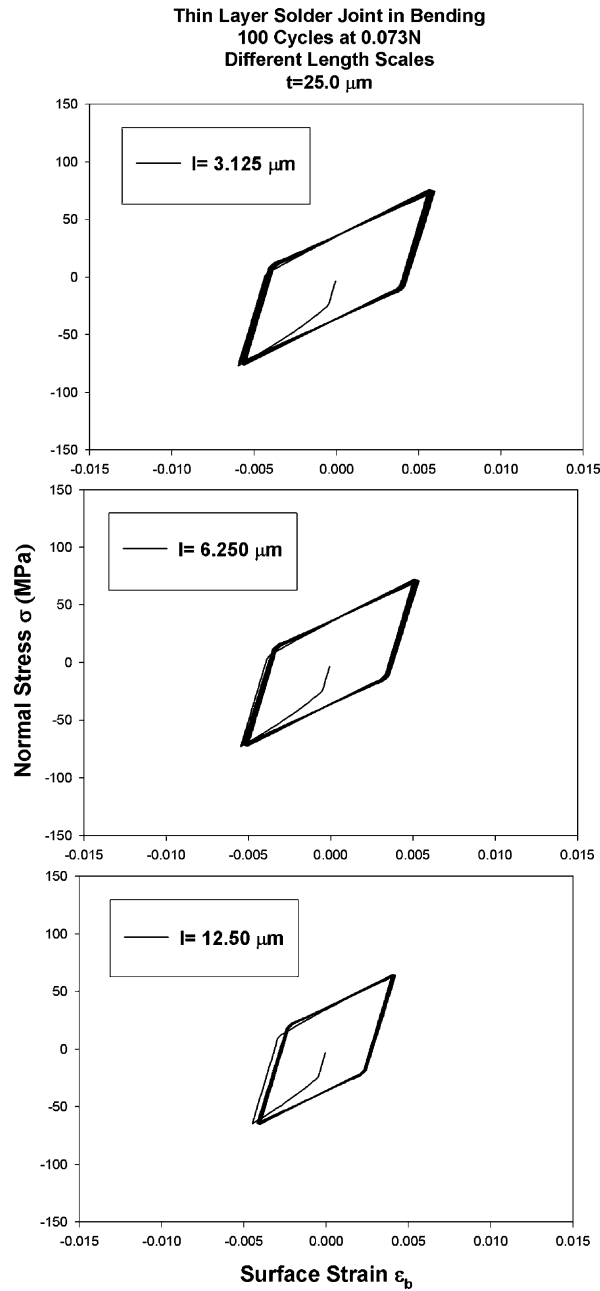 Thin Layer Solder Joint in Bending
100 Cycles at 0.073N
Different Length Scales
t=25.0 μm
150
100
50
0
-50
-100
-150
l= 3.125 μm
-0.015 -0.010 -0.005 0.000 0.005 0.010 0.015
Normal Stress σ (MPa)
150
100
50
0
-50
-100
-150
l= 6.250 μm
-0.015 -0.010 -0.005 0.000 0.005 0.010 0.015
150
100
50
0
-50
-100
-150
l= 12.50 μm
-0.015 -0.010 -0.005 0.000 0.005 0.010 0.015
Surface Strain εb